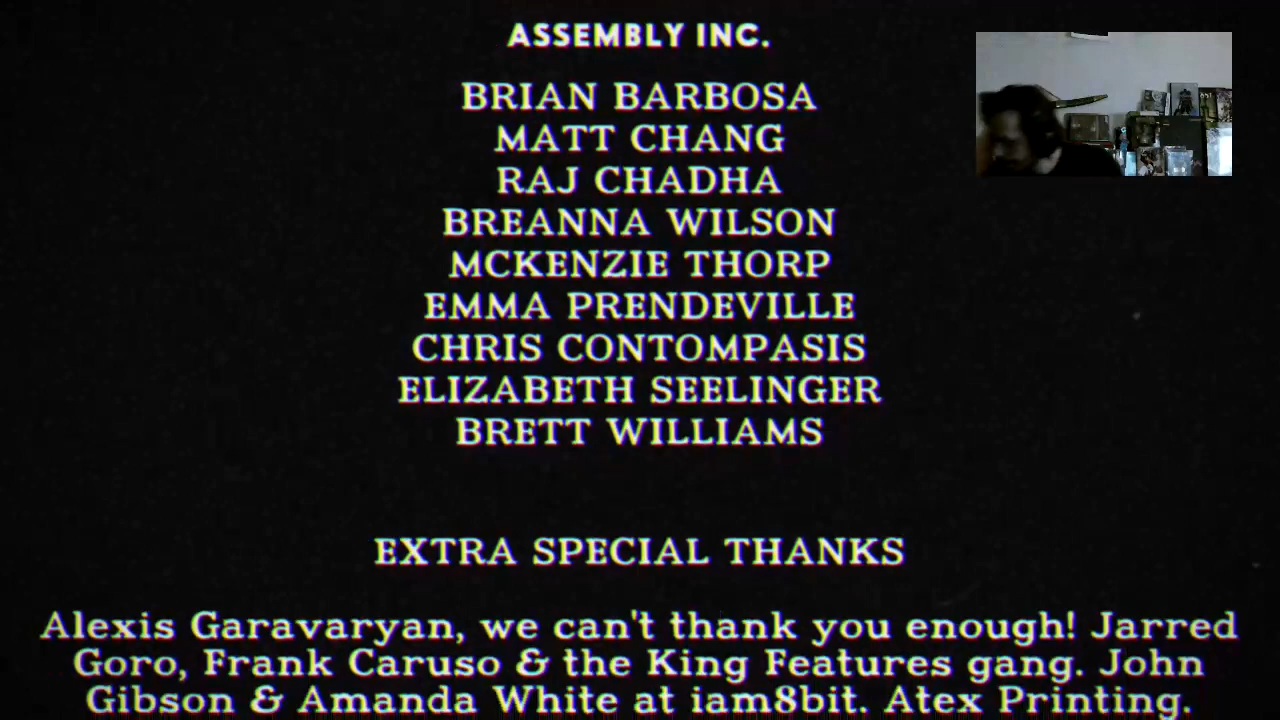 ASSEMBLY INC.
BRIAN BARBOSA
MATT CHANG
RAJ CHADHA
BREANNA WILSON
MCKENZIE THORP
EMMA PRENDEVILLE
CHRIS CONTOMPASIS
ELIZABETH SEELINGER
BRETT WILLIAMS
EXTRA SPECIAL THANKS
Alexis Garavaryan, we can't thank you enough! Jarred
Goro, Frank Caruso & the King Features gang. John
Gibson & Amanda White at iam8bit. Atex Printing.